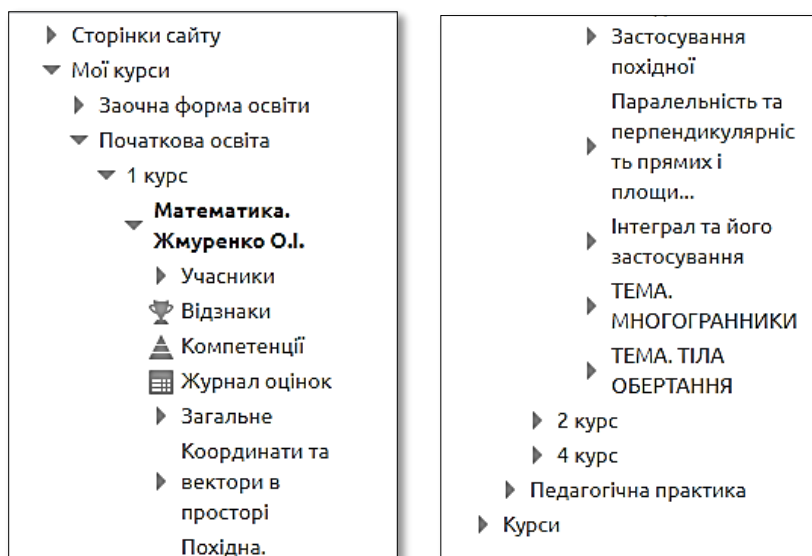 Сторінки сайту
Мої курси
Заочна форма освіти
Початкова освіта
1 курс
Математика.
Жмуренко О.І.
Учасники
Відзнаки
Компетенції
Журнал оцінок
Загальне
Координати та
вектори в
просторі
Похідна.
Застосування
похідної
Паралельність та
перпендикулярніс
ть прямих і
площи...
Інтеграл та його
застосування
ТЕМА.
МНОГОГРАННИКИ
ТЕМА. ТІЛА
ОБЕРТАННЯ
2 курс
4 курс
Педагогічна практика
Курси